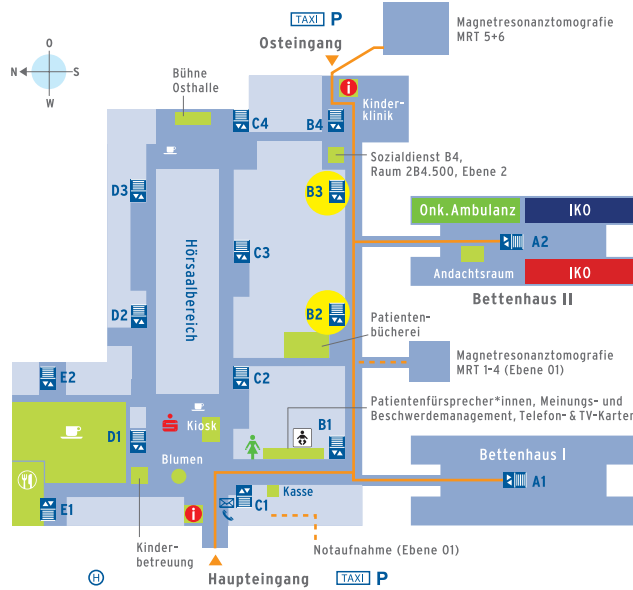 TAXI P
Osteingang
Magnetresonanztomografie
MRT 5+6
O
N
S
W
Bühne
Osthalle
i
Kinder-
klinik
C4
B4
Sozialdienst B4,
Raum 2B4.500, Ebene 2
D3
B3
Onk. Ambulanz
IKO
A2
C3
Hörsaalbereich
Andachtsraum
IKO
Bettenhaus II
D2
B2
Patienten-
bücherei
Magnetresonanztomografie
MRT 1-4 (Ebene 01)
E2
C2
Patientenfürsprecher*innen, Meinungs- und
Beschwerdemanagement, Telefon- & TV-Karten
Kiosk
D1
B1
Bettenhaus I
Blumen
A1
Kasse
E1
i
C1
Kinder-
betreuung
Notaufnahme (Ebene 01)
H
Haupteingang
TAXI P